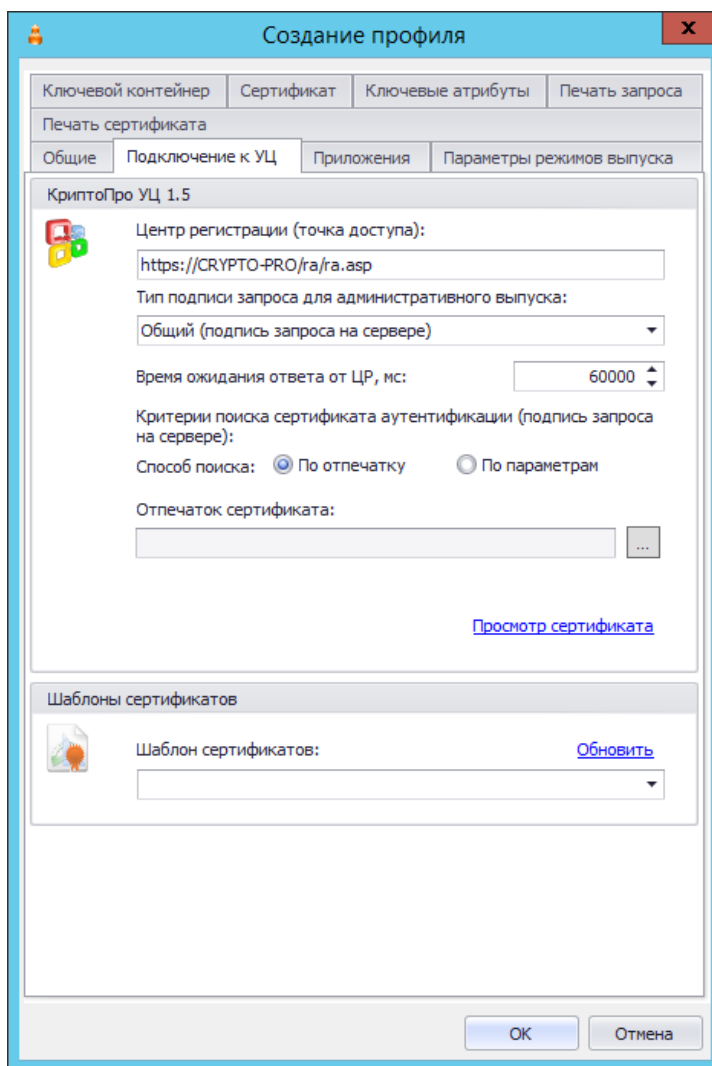 Создание профиля
x
Ключевой контейнер
Сертификат
Ключевые атрибуты
Печать запроса
Печать сертификата
Общие
Подключение к УЦ
Приложения
Параметры режимов выпуска
КриптоПро УЦ 1.5
Центр регистрации (точка доступа):
https://CRYPTO-PRO/ra/ra.asp
Тип подписи запроса для административного выпуска:
Общий (подпись запроса на сервере)
Время ожидания ответа от ЦР, мс:
60000
Критерии поиска сертификата аутентификации (подпись запроса
на сервере):
Способ поиска:
По отпечатку
По параметрам
Отпечаток сертификата:
...
Просмотр сертификата
Шаблоны сертификатов
Шаблон сертификатов:
Обновить
ОК
Отмена